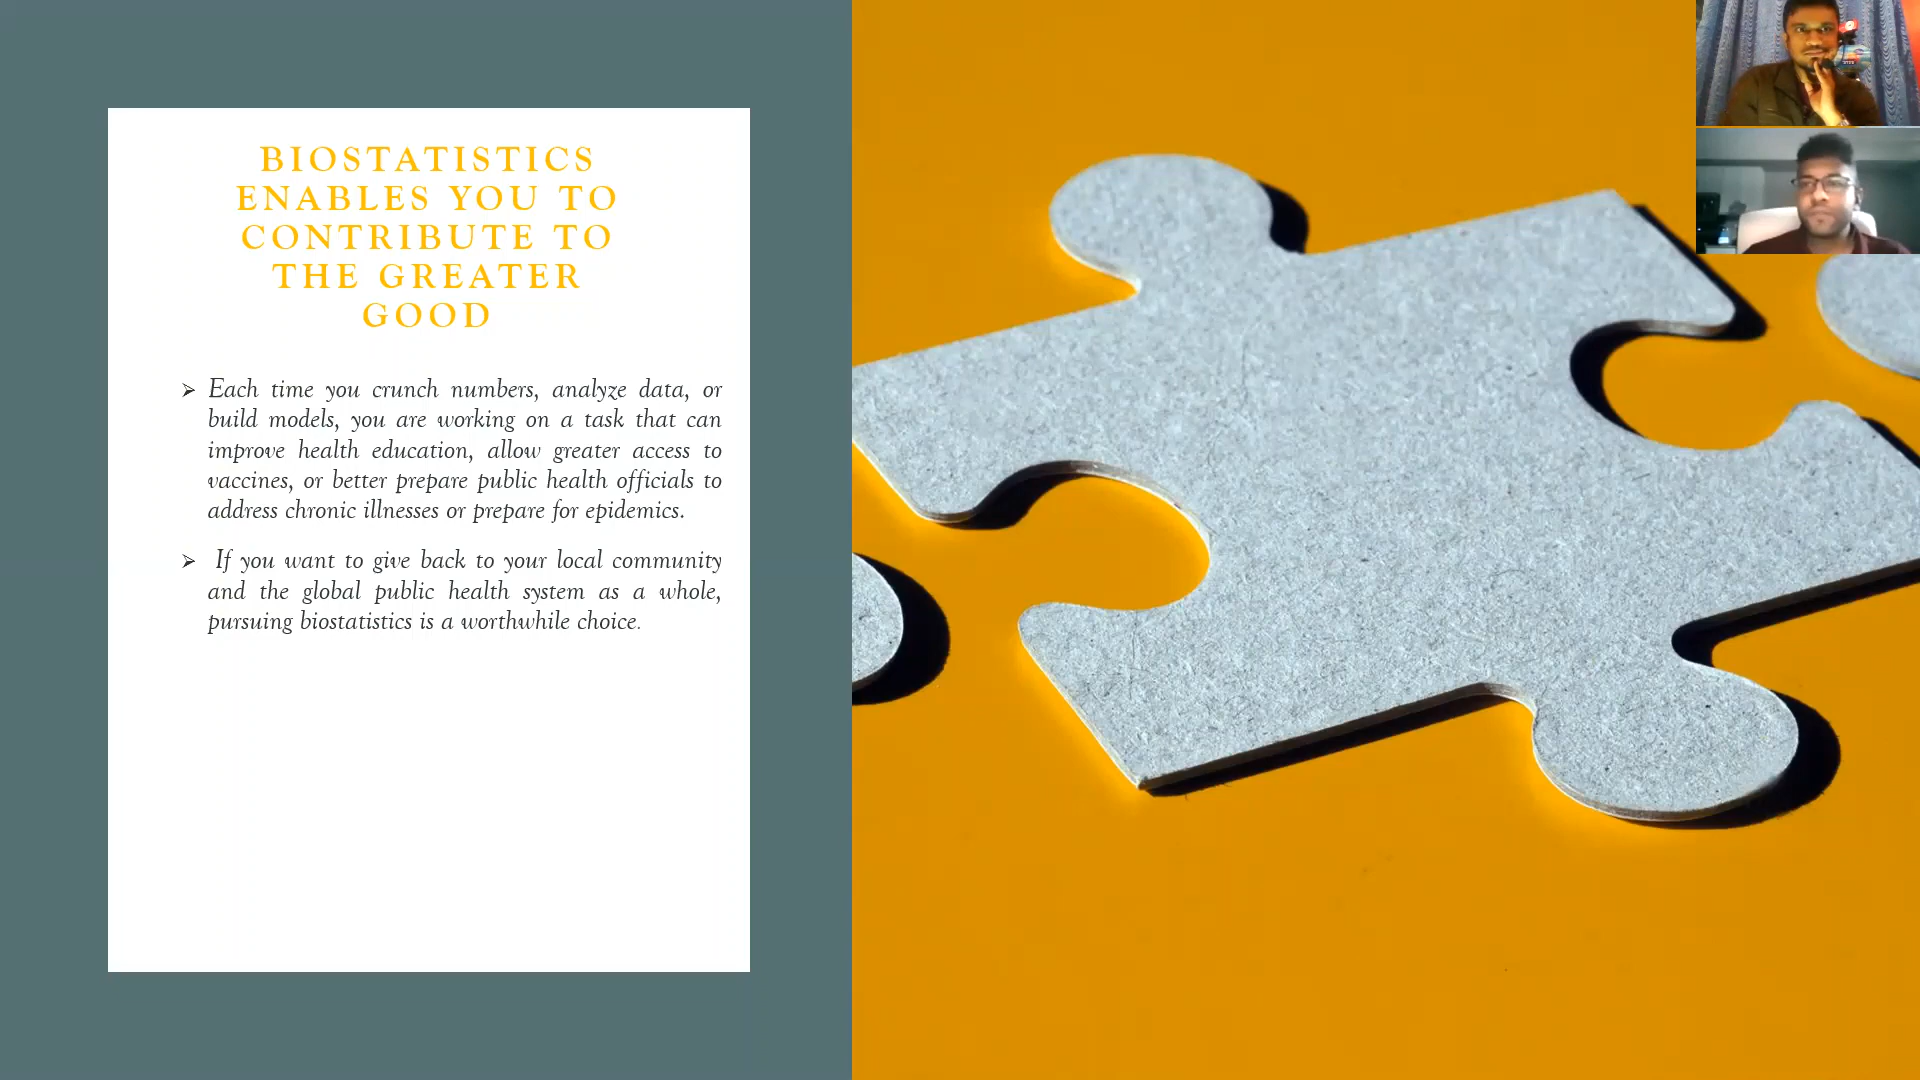 BIOSTATISTICS
ENABLES YOU TO
CONTRIBUTE TO
THE GREATER
GOOD
➢ Each time you crunch numbers, analyze data, or
build models, you are working on a task that can
improve health education, allow greater access to
vaccines, or better prepare public health officials to
address chronic illnesses or prepare for epidemics.
➢ If you want to give back to your local community
and the global public health system as a whole,
pursuing biostatistics is a worthwhile choice.